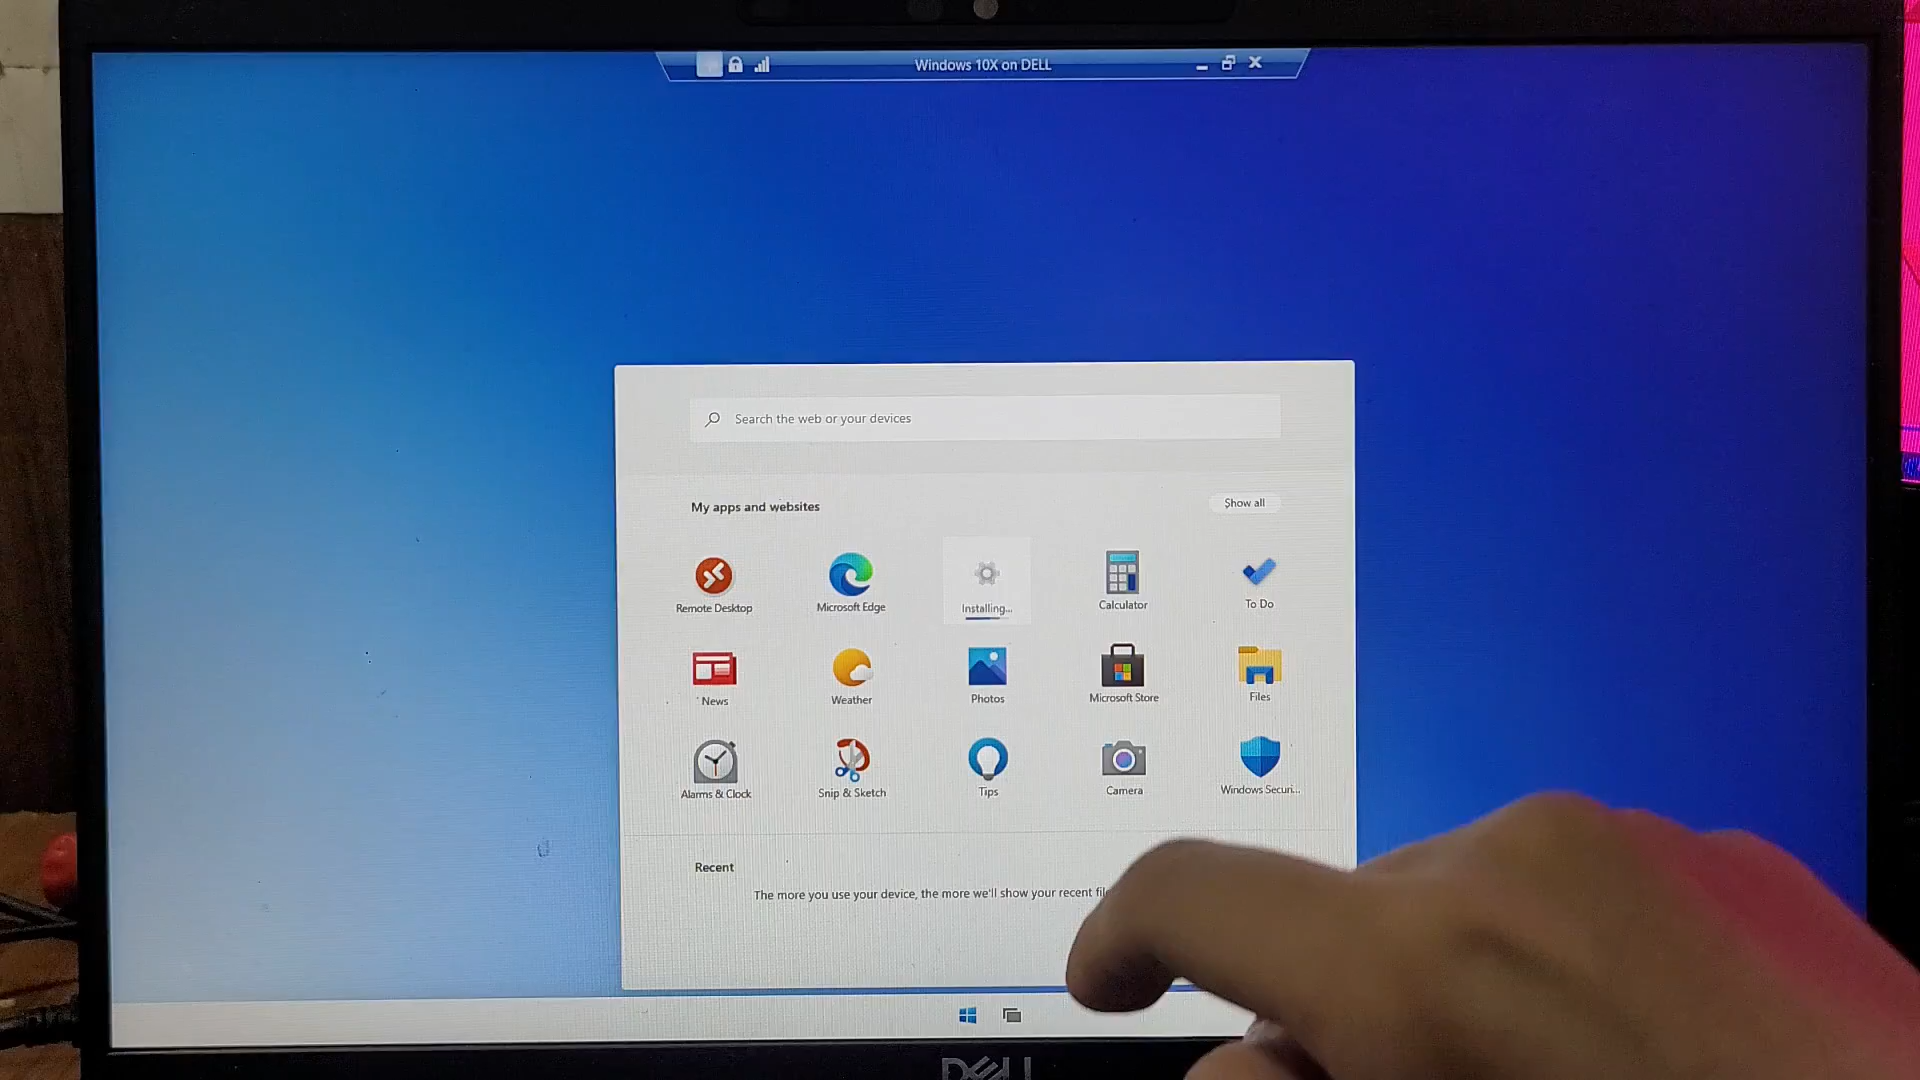 Windows 10X on DELL
Search the web or your devices
My apps and websites
Show all
Remote Desktop
Microsoft Edge
Installing...
Calculator
To Do
News
Weather
Photos
Microsoft Store
Files
Alarms & Clock
Snip & Sketch
Tips
Camera
Windows Securi...
Recent
The more you use your device, the more we'll show your recent
DELL